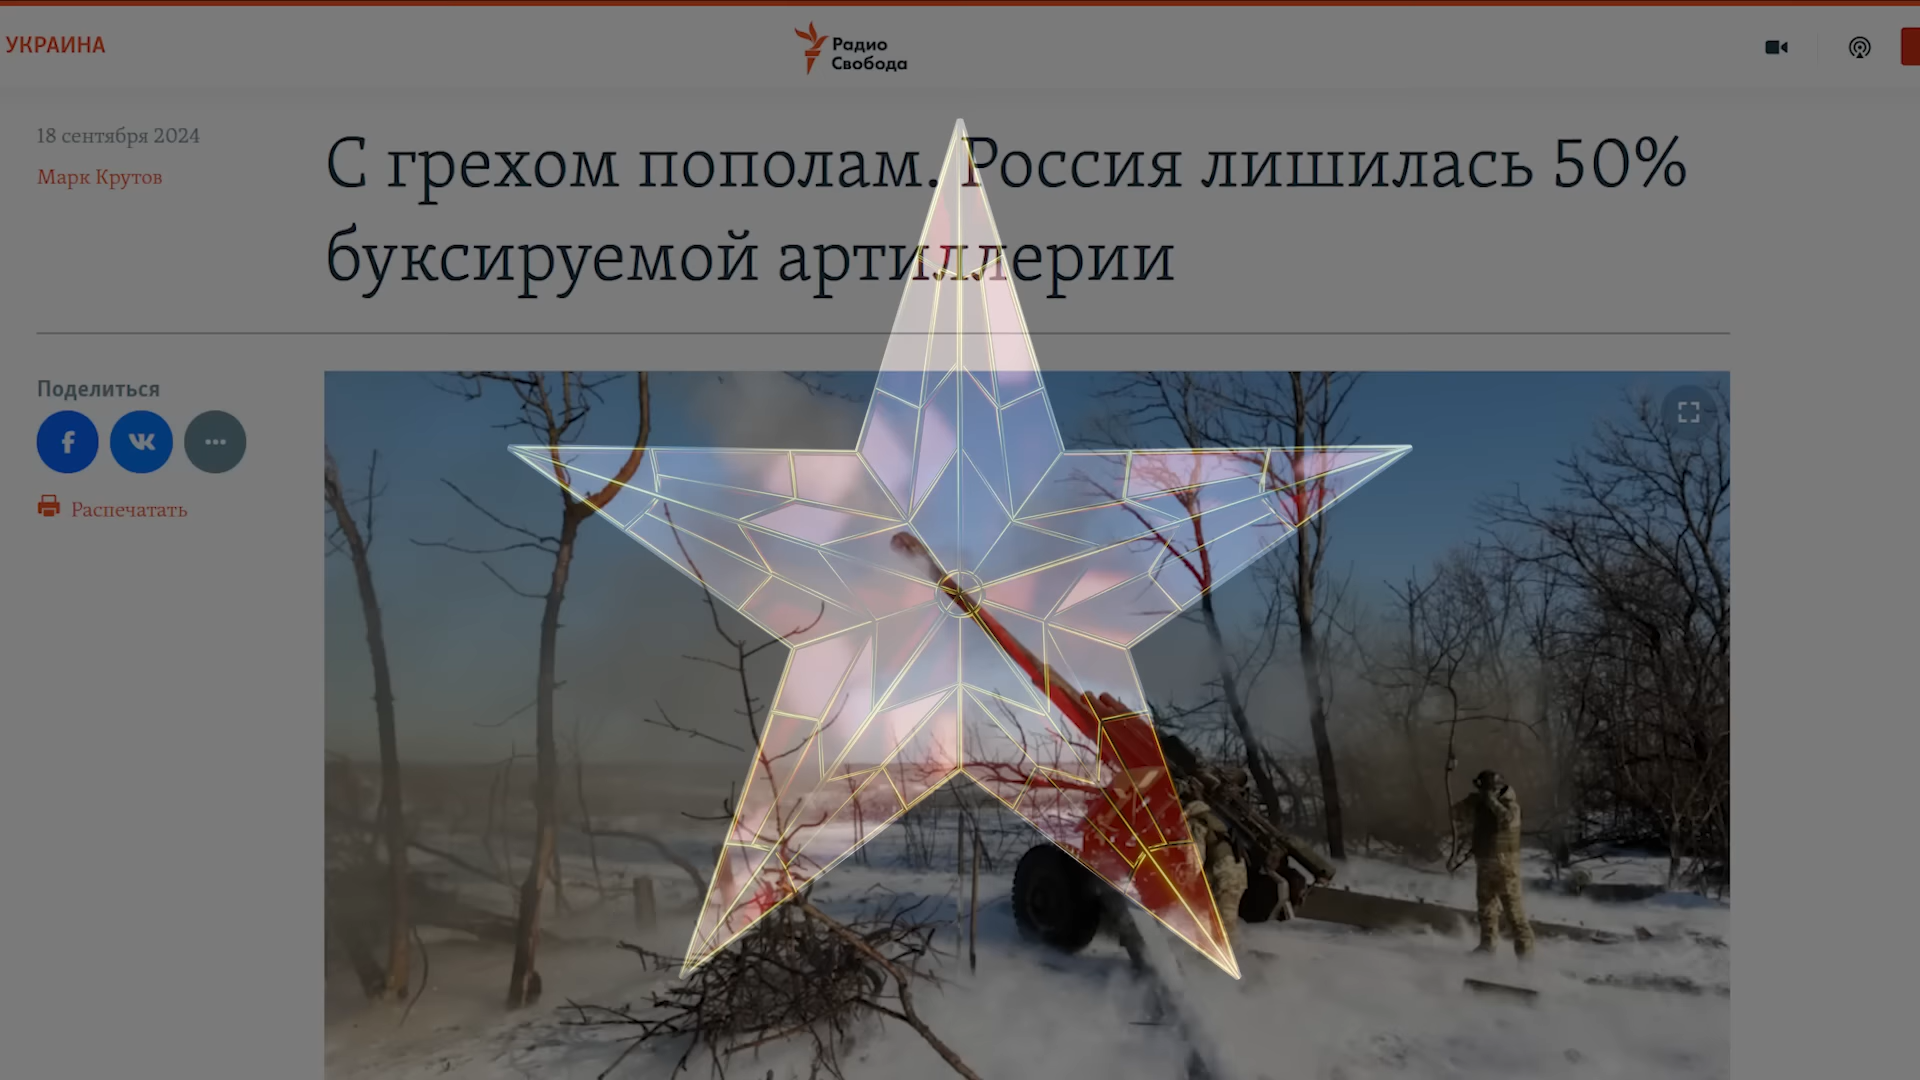 УКРАИНА
Радио
Свобода
18 сентября 2024
Марк Крутов
С грехом пополам. Россия лишилась 50%
буксируемой артиллерии
Поделиться
Распечатать